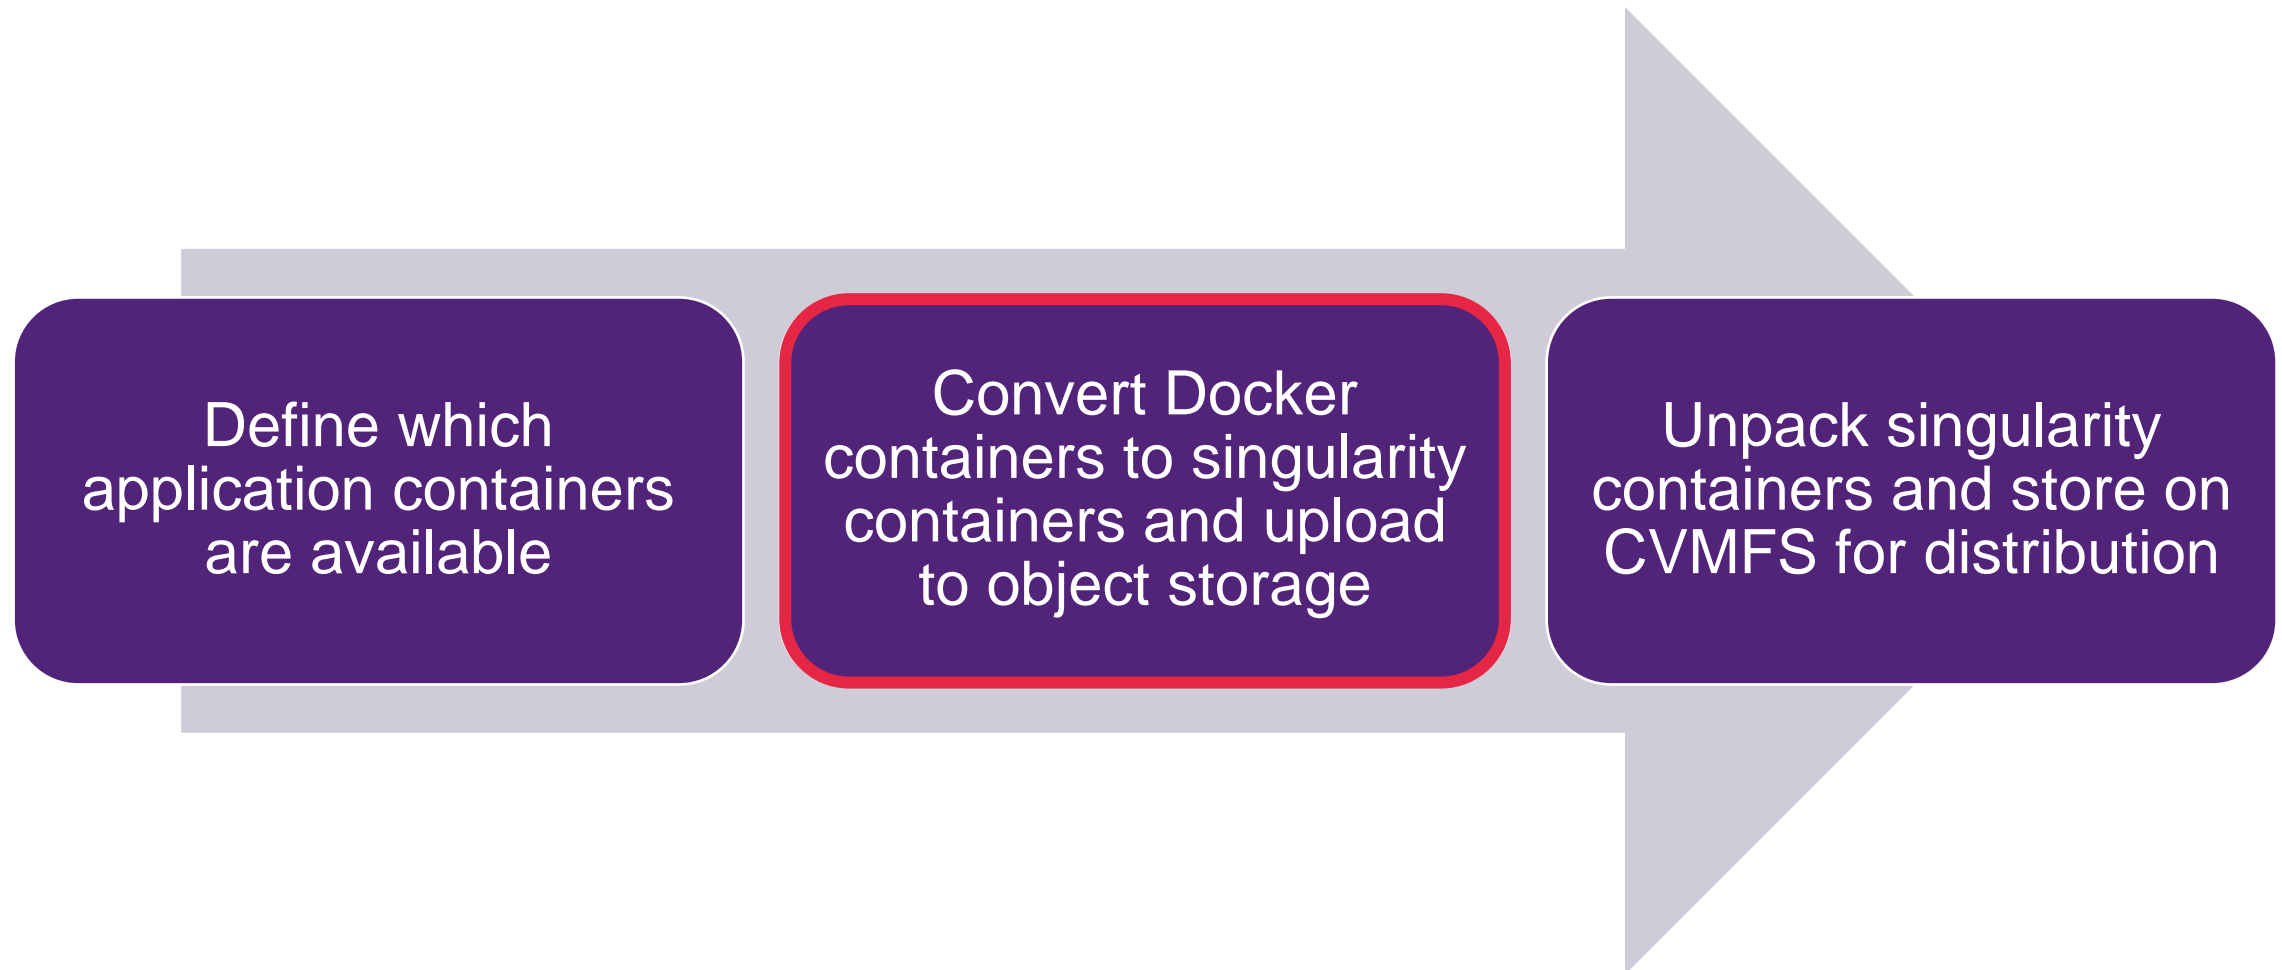 Define which
application containers
are available
Convert Docker
containers to singularity
containers and upload
to object storage
Unpack singularity
containers and store on
CVMFS for distribution